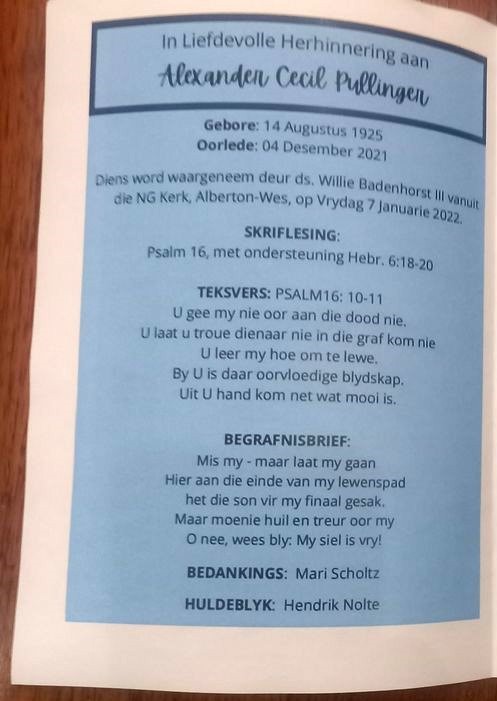 In Liefdevolle Herhinnering aan
Alexander Cecil Pullinger
Gebore: 14 Augustus 1925
Oorlede: 04 Desember 2021
Diens word waargeneem deur ds. Willie Badenhorst III vanuit
die NG Kerk, Alberton-Wes, op Vrydag 7 Januarie 2022.
SKRIFLESING:
Psalm 16, met ondersteuning Hebr. 6:18-20
TEKSVERS: PSALM16: 10-11
U gee my nie oor aan die dood nie.
U laat u troue dienaar nie in die graf kom nie
U leer my hoe om te lewe.
By U is daar oorvloedige blydskap.
Uit U hand kom net wat mooi is.
BEGRAFNISBRIEF:
Mis my - maar laat my gaan
Hier aan die einde van my lewenspad
het die son vir my finaal gesak.
Maar moenie huil en treur oor my
O nee, wees bly: My siel is vry!
BEDANKINGS: Mari Scholtz
HULDEBLYK: Hendrik Nolte